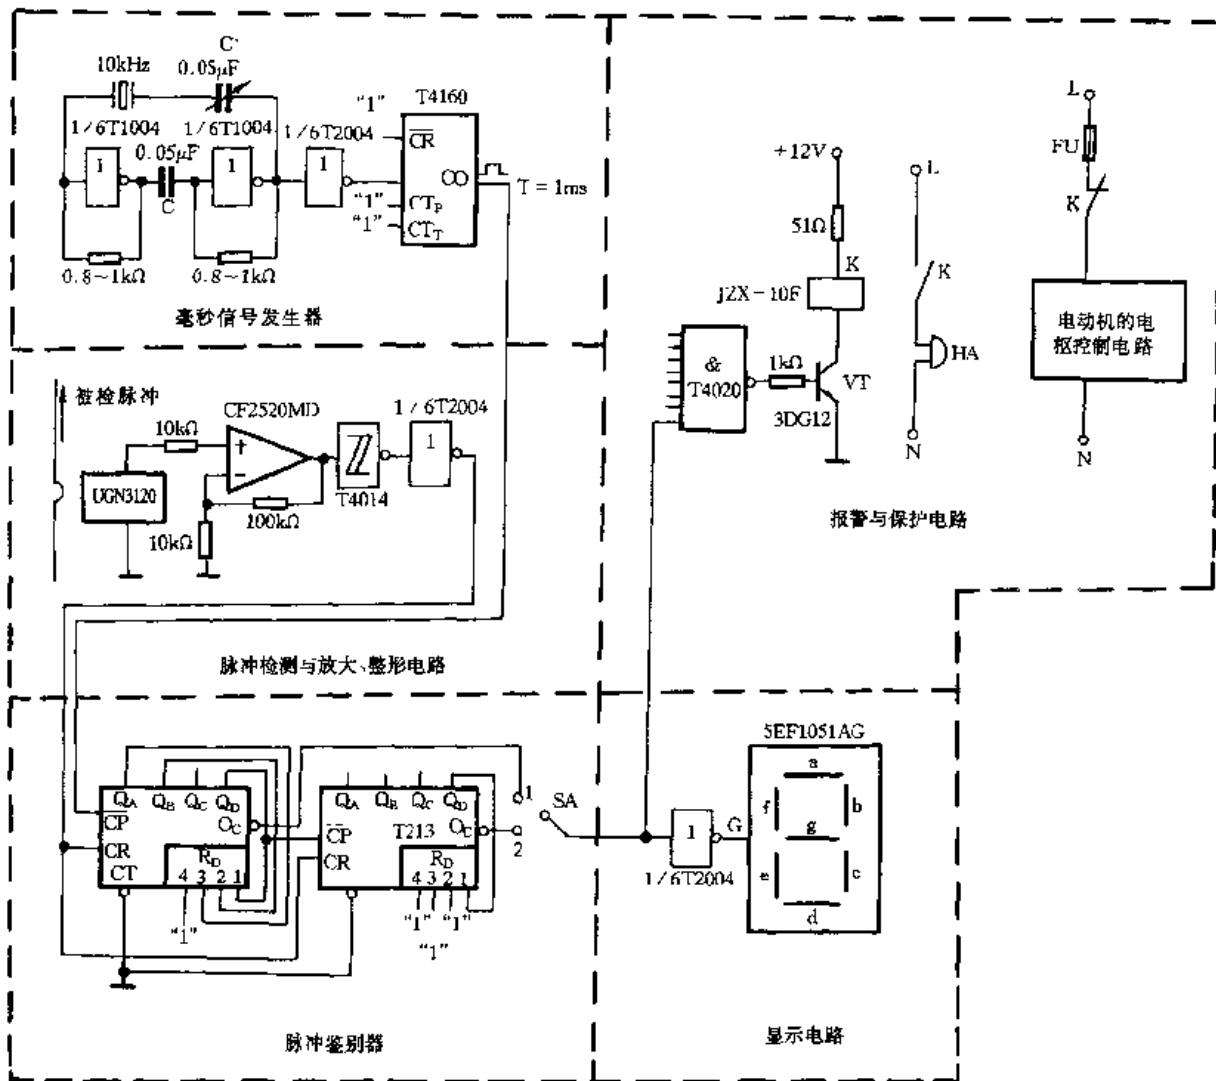 10kHz
C'
0.05μF
1/6T1004
1/6T1004
0.05μF
C
1
1
0.8~1kΩ
0.8~1kΩ
1/6T2004
1
T4160
"1"
CR
CO
"1"
CTP
"1"
CTT
T=1ms
毫秒信号发生器
被检脉冲
10kΩ
UGN3120
CF2520MD
+
−
100kΩ
10kΩ
T4014
1/6T2004
1
脉冲检测与放大、整形电路
+12V
51Ω
K
JZX-10F
&
T4020
1kΩ
VT
3DG12
L
K
HA
N
L
FU
K
电动机的电
枢控制电路
N
报警与保护电路
QA QB QC QD
CP
OC
CR
RD
CT
4 3 2 1
"1"
QA QB QC QD
CP
T213
OC
CR
RD
4 3 2 1
"1" "1" "1"
1
SA
2
脉冲鉴别器
1
G
1/6T2004
5EF1051AG
a
f
b
g
e
c
d
显示电路